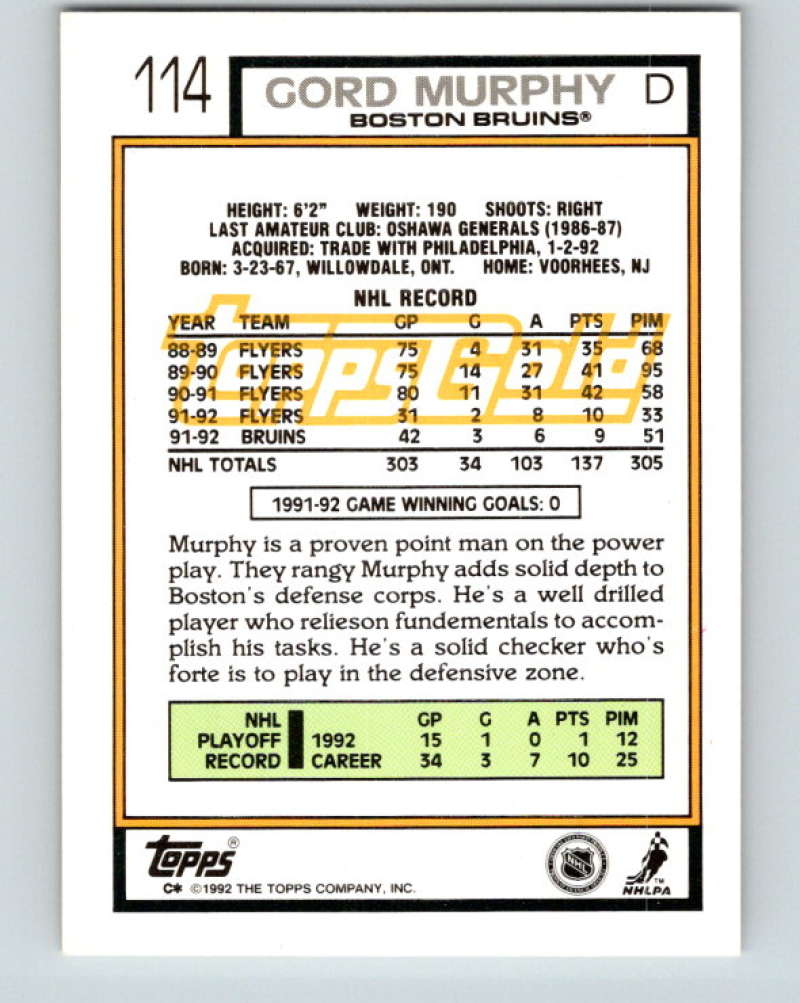 114 GORD MURPHY D
BOSTON BRUINS®
HEIGHT: 6'2" WEIGHT: 190 SHOOTS: RIGHT
LAST AMATEUR CLUB: OSHAWA GENERALS (1986-87)
ACQUIRED: TRADE WITH PHILADELPHIA, 1-2-92
BORN: 3-23-67, WILLOWDALE, ONT. HOME: VOORHEES, NJ
NHL RECORD
YEAR TEAM GP G A PTS PIM
88-89 FLYERS 75 4 31 35 68
89-90 FLYERS 75 14 27 41 95
90-91 FLYERS 80 11 31 42 58
91-92 FLYERS 31 2 8 10 33
91-92 BRUINS 42 3 6 9 51
NHL TOTALS 303 34 103 137 305
ToppsGold
1991-92 GAME WINNING GOALS: 0
Murphy is a proven point man on the power
play. They rangy Murphy adds solid depth to
Boston's defense corps. He's a well drilled
player who relieson fundementals to accom-
plish his tasks. He's a solid checker who's
forte is to play in the defensive zone.
NHL GP G A PTS PIM
PLAYOFF 1992 15 1 0 1 12
RECORD CAREER 34 3 7 10 25
Topps®
C* ©1992 THE TOPPS COMPANY, INC.
NHL
TM
NHLPA